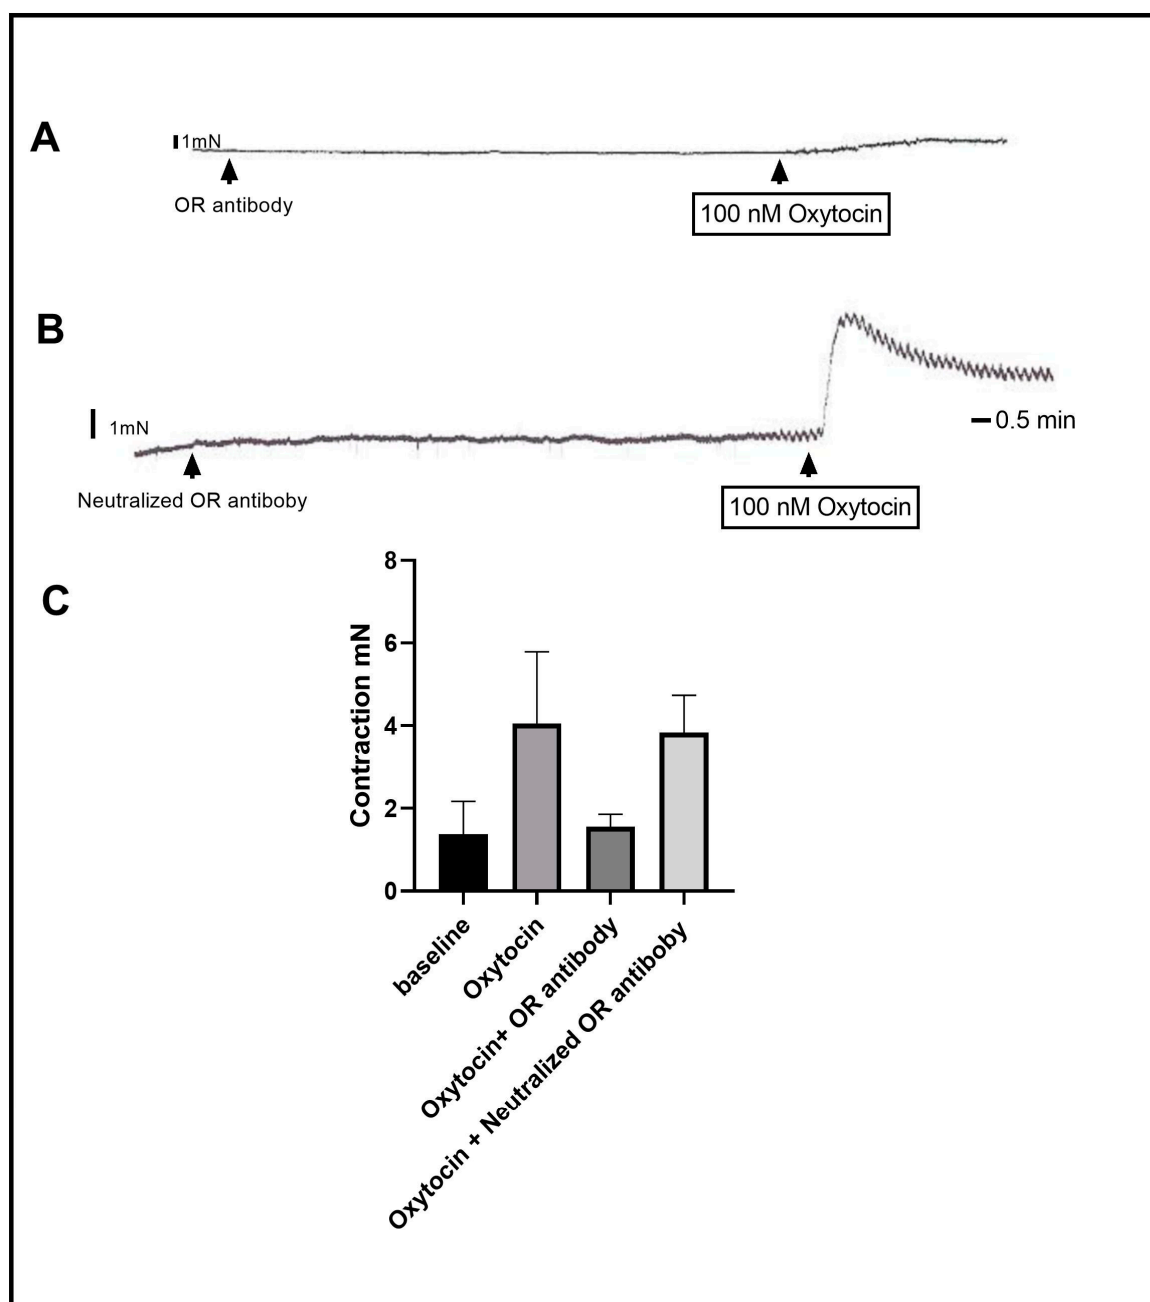 A
1mN
OR antibody
100 nM Oxytocin
B
1mN
0.5 min
Neutralized OR antiboby
100 nM Oxytocin
C
Contraction mN
8
6
4
2
0
baseline
Oxytocin
Oxytocin+ OR antibody
Oxytocin + Neutralized OR antiboby